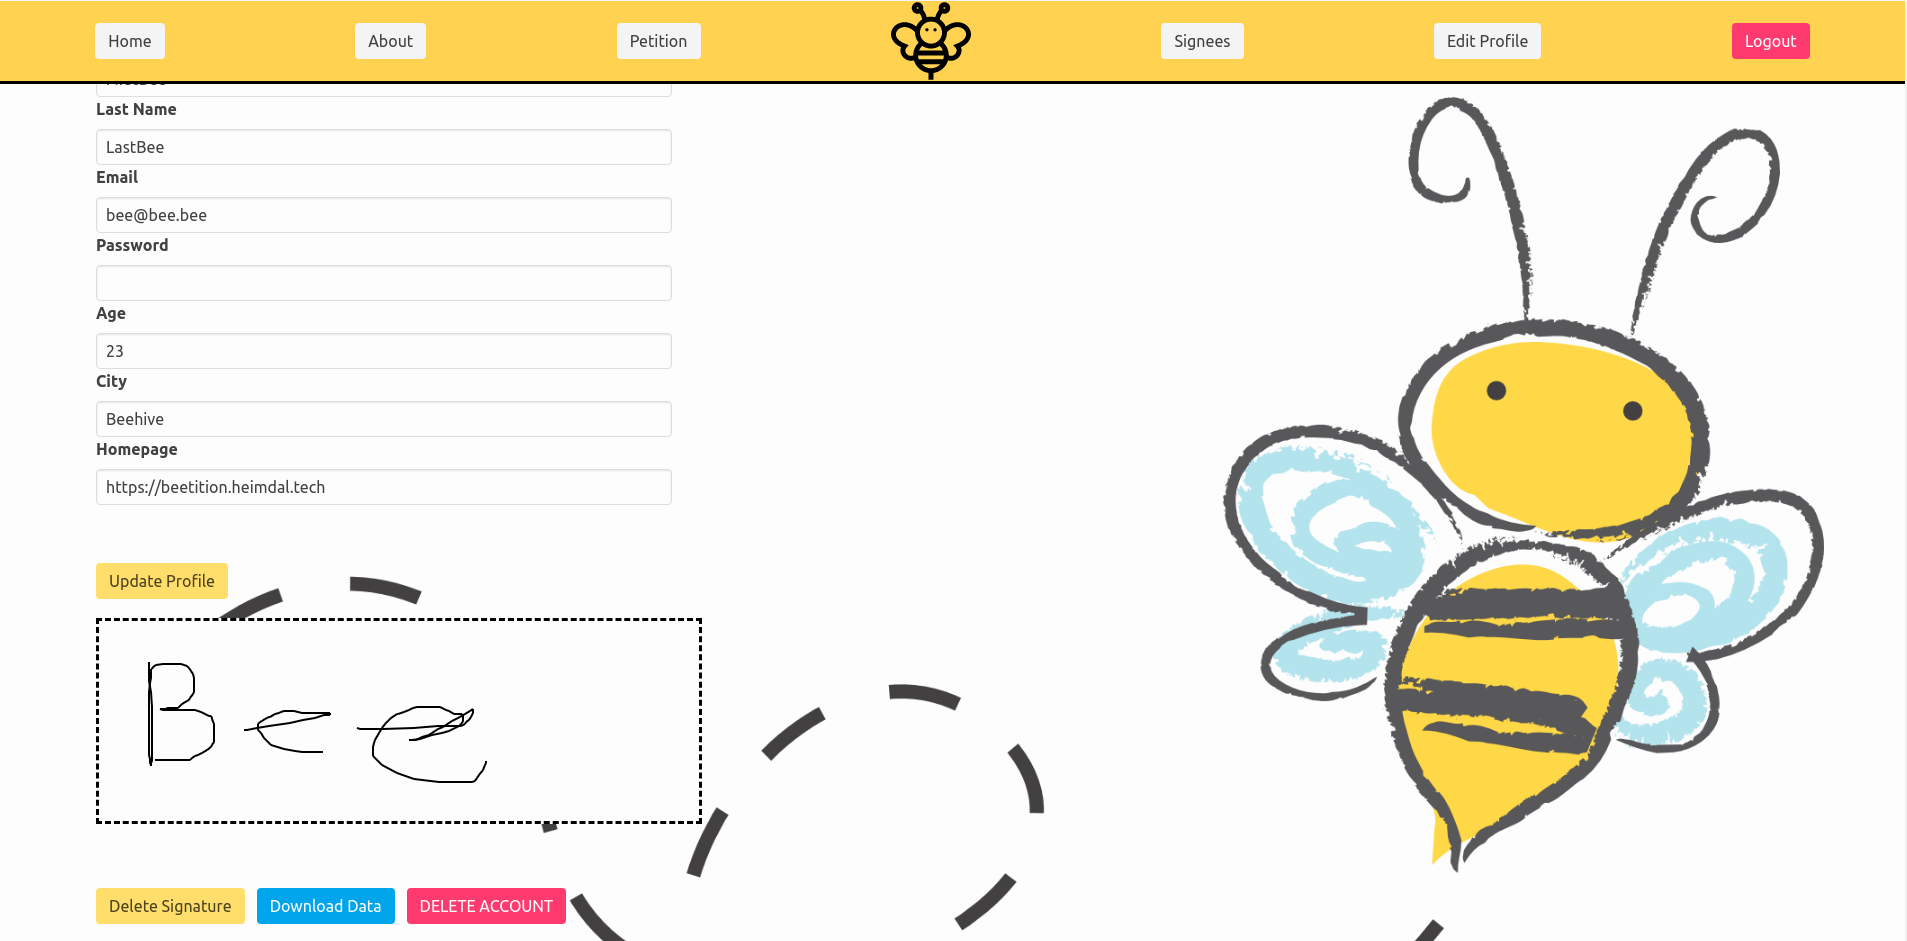 Home About Petition Signees Edit Profile Logout
Last Name
LastBee
Email
bee@bee.bee
Password
Age
23
City
Beehive
Homepage
https://beetition.heimdal.tech
Update Profile
Bee
Delete Signature Download Data DELETE ACCOUNT